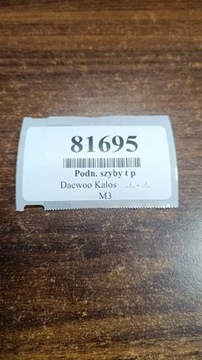 81695
Podn. szyby t p
Daewoo Kalos ../.. - ../..
M3